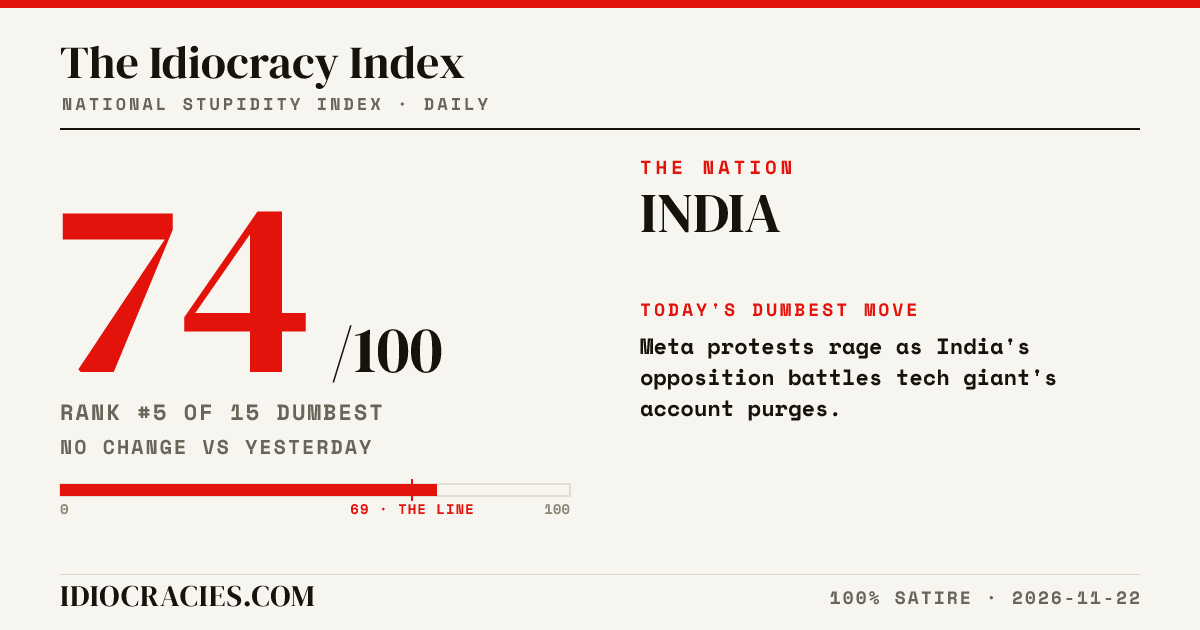 The Idiocracy Index
NATIONAL STUPIDITY INDEX · DAILY
74 /100
RANK #5 OF 15 DUMBEST
NO CHANGE VS YESTERDAY
0
69 · THE LINE
100
THE NATION
INDIA
TODAY'S DUMBEST MOVE
Meta protests rage as India's
opposition battles tech giant's
account purges.
IDIOCRACIES.COM
100% SATIRE · 2026-11-22